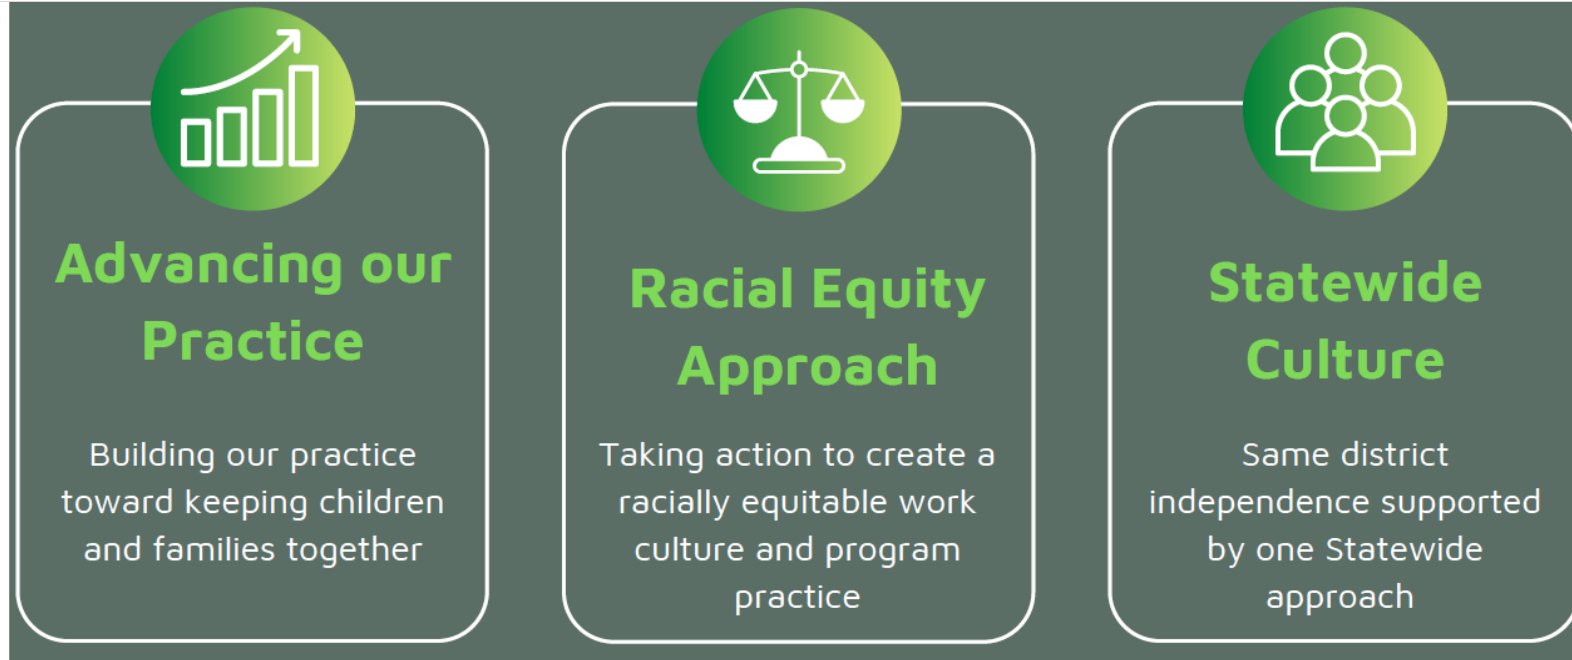 Advancing our
Practice
Building our practice
toward keeping children
and families together
Racial Equity
Approach
Taking action to create a
racially equitable work
culture and program
practice
Statewide
Culture
Same district
independence supported
by one Statewide
approach